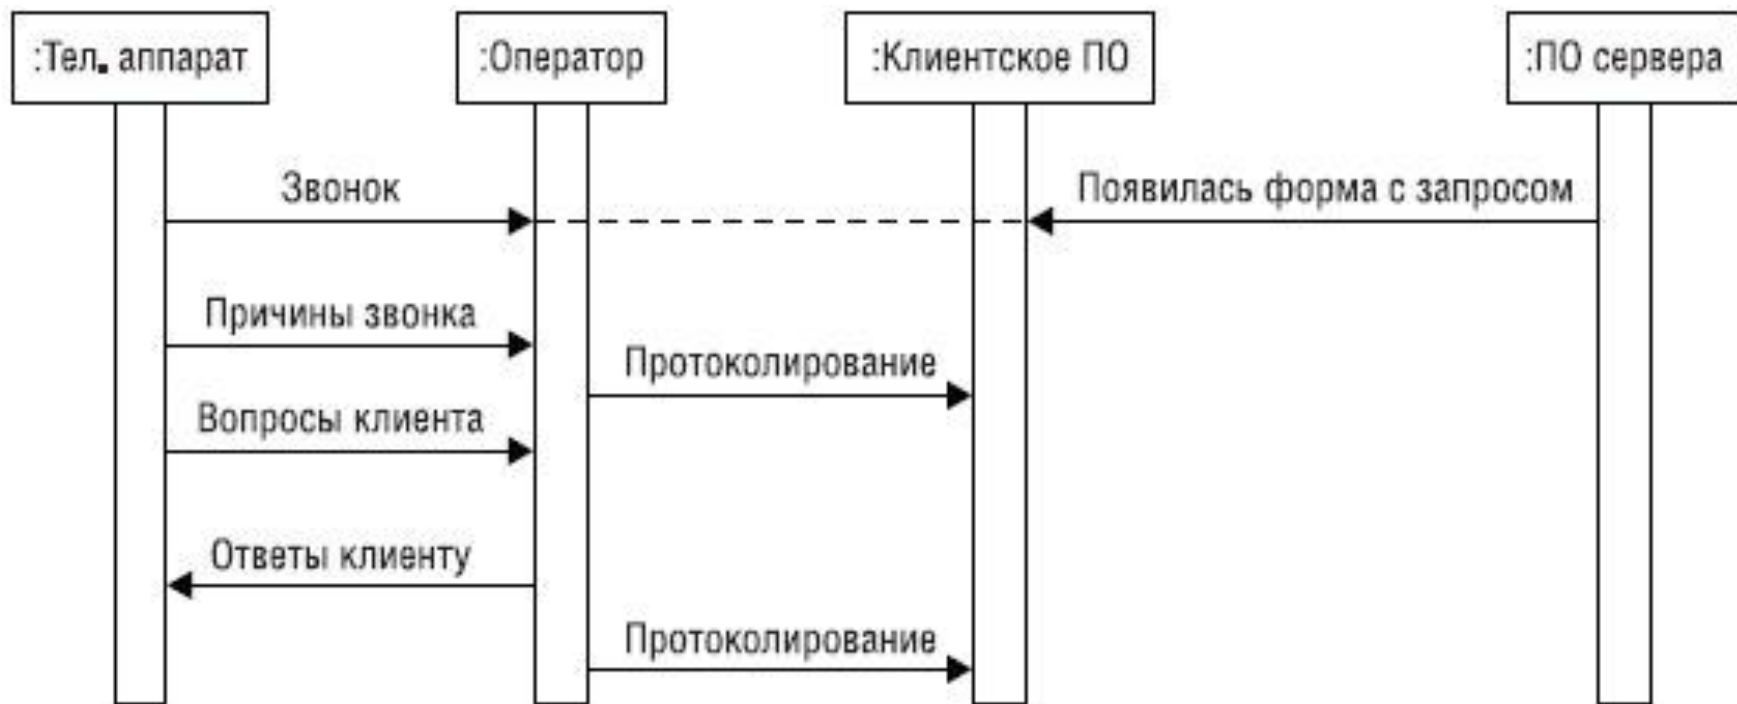 :Тел. аппарат
:Оператор
:Клиентское ПО
:ПО сервера
Звонок
Появилась форма с запросом
Причины звонка
Протоколирование
Вопросы клиента
Ответы клиенту
Протоколирование